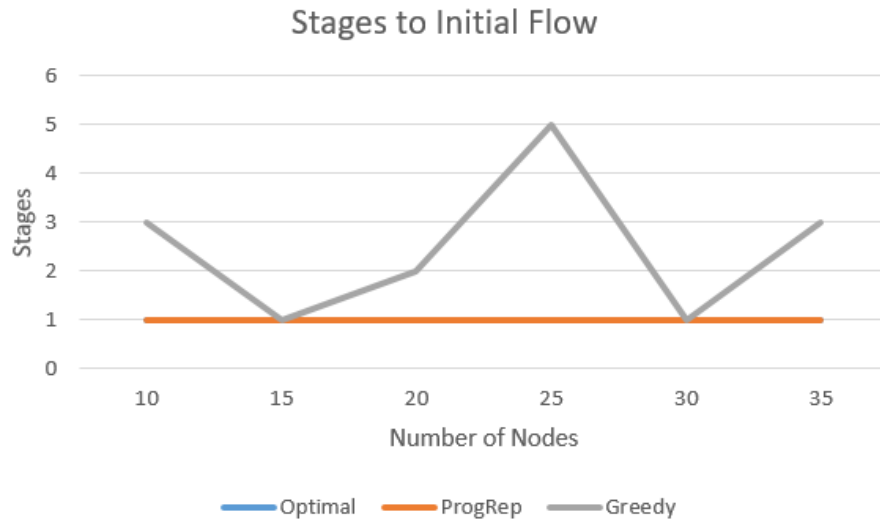 Stages to Initial Flow
6
5
4
3
2
1
0
Stages
10 15 20 25 30 35
Number of Nodes
Optimal ProgRep Greedy